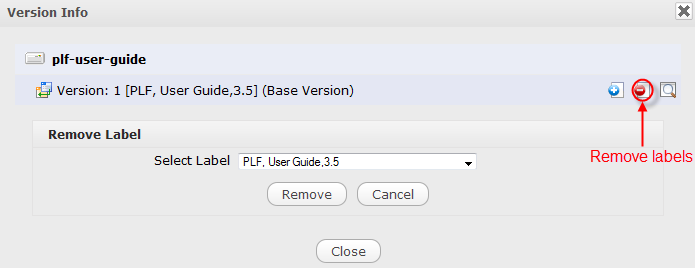 Version Info
plf-user-guide
Version: 1 [PLF, User Guide,3.5] (Base Version)
Remove labels
Remove Label
Select Label PLF, User Guide,3.5
Remove Cancel
Close